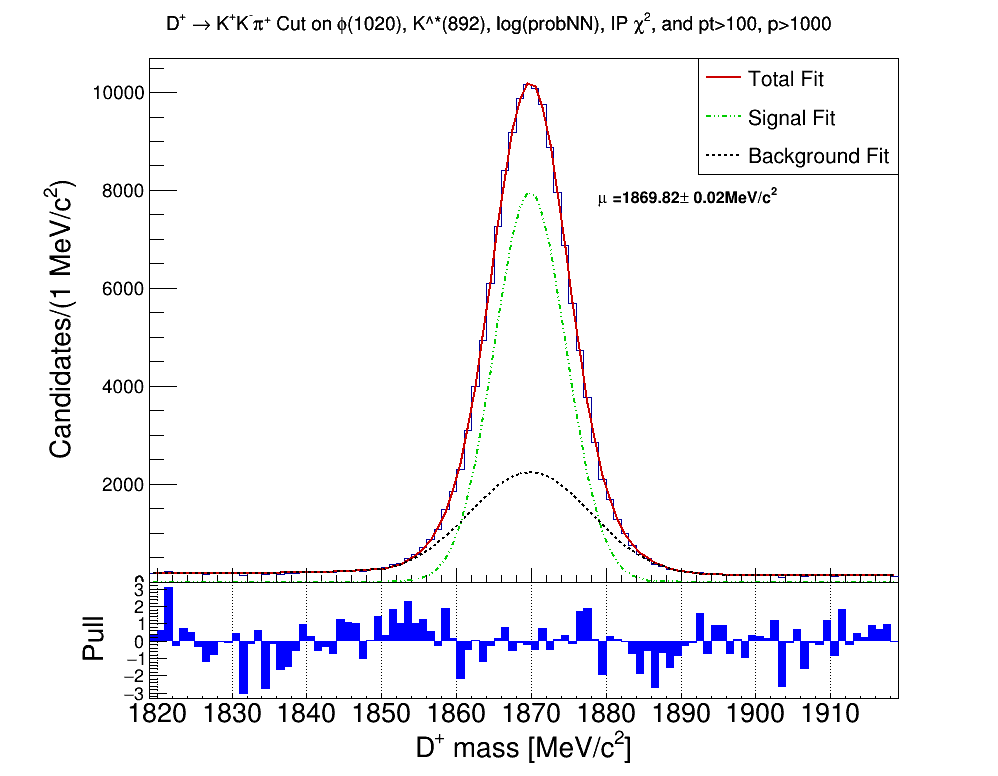 D⁺ → K⁺K⁻π⁺ Cut on ϕ(1020), K^*(892), log(probNN), IP χ², and pt>100, p>1000
Total Fit
Signal Fit
Background Fit
μ =1869.82± 0.02MeV/c²
Candidates/(1 MeV/c²)
10000
8000
6000
4000
2000
0
Pull
3
2
1
0
−1
−2
−3
1820 1830 1840 1850 1860 1870 1880 1890 1900 1910
D⁺ mass [MeV/c²]